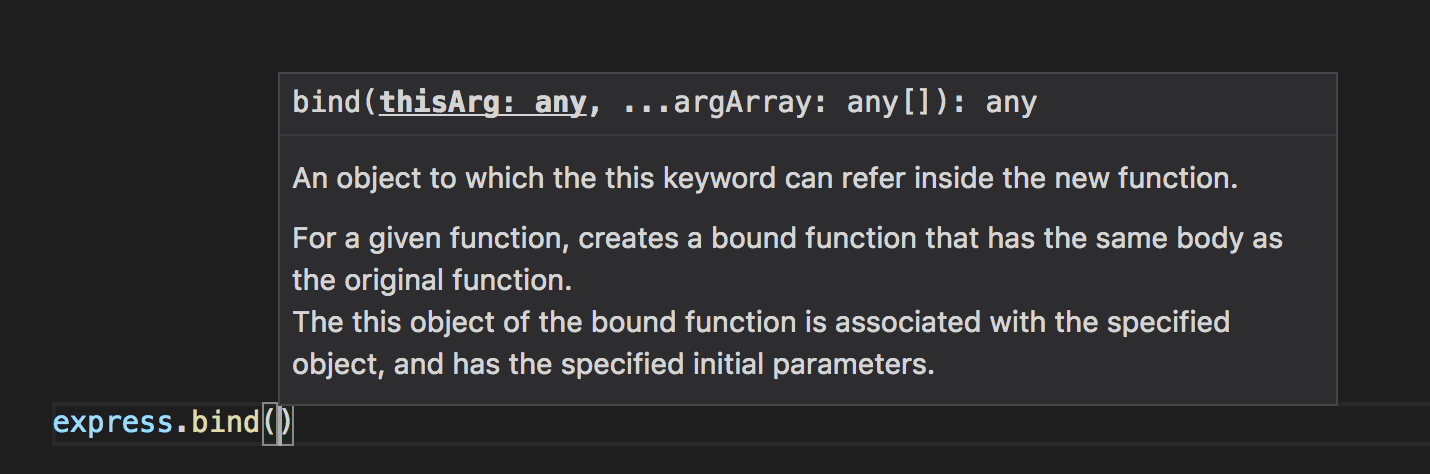 bind(thisArg: any, ...argArray: any[]): any
An object to which the this keyword can refer inside the new function.
For a given function, creates a bound function that has the same body as
the original function.
The this object of the bound function is associated with the specified
object, and has the specified initial parameters.
express.bind()